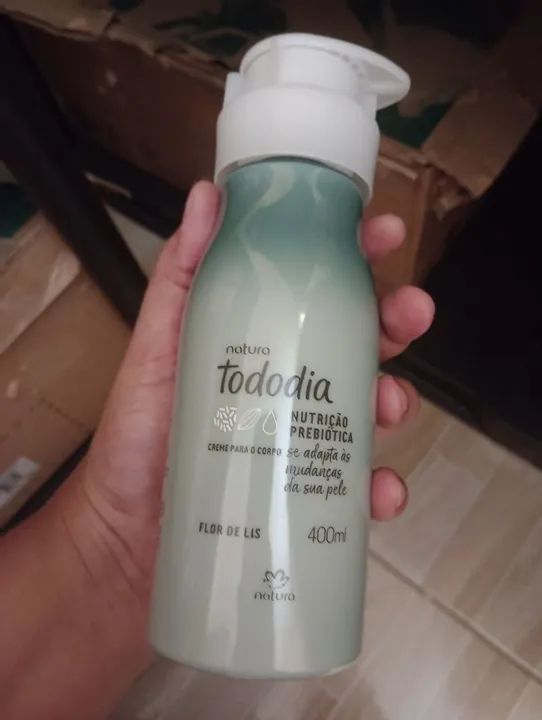 natura
tododia
NUTRIÇÃO
PREBIÓTICA
CREME PARA O CORPO
se adapta às
mudanças
da sua pele
FLOR DE LIS
400ml
natura